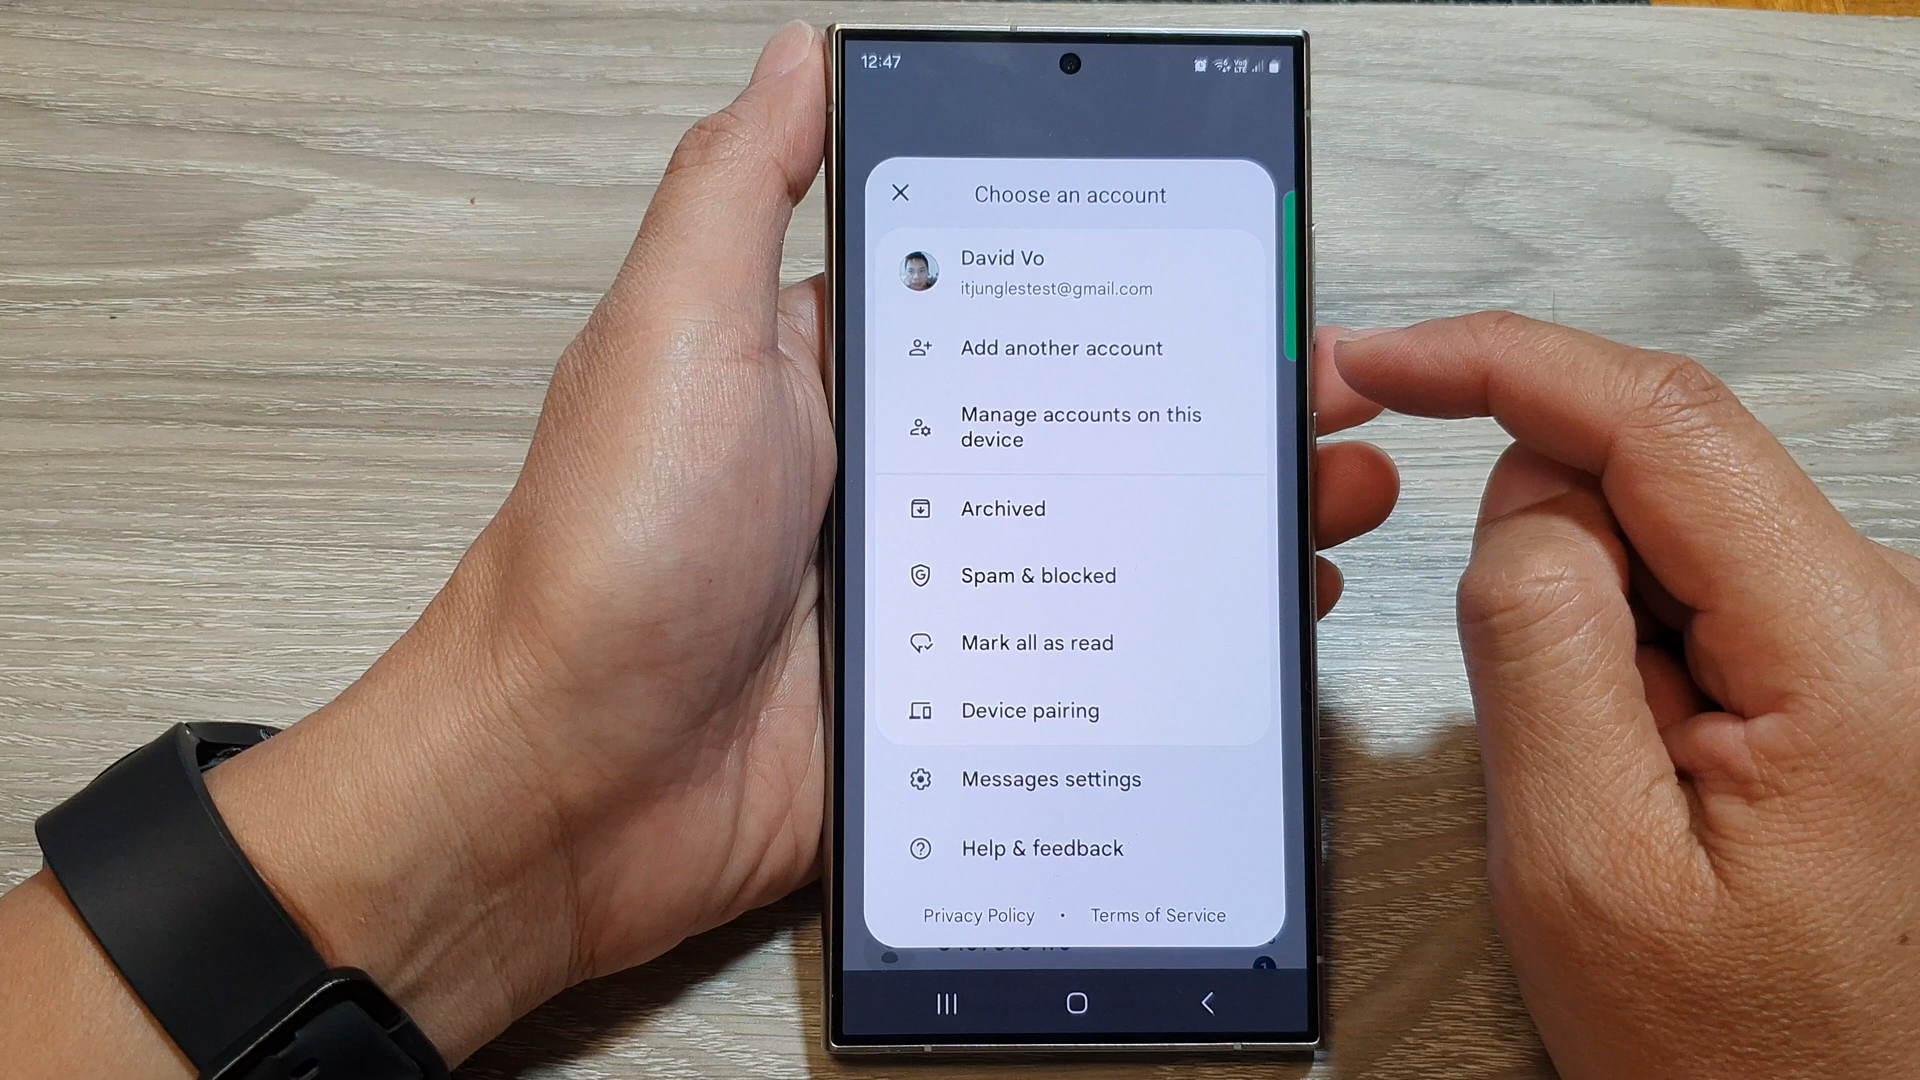 12:47
Choose an account
David Vo
itjunglestest@gmail.com
Add another account
Manage accounts on this
device
Archived
Spam & blocked
Mark all as read
Device pairing
Messages settings
Help & feedback
Privacy Policy • Terms of Service